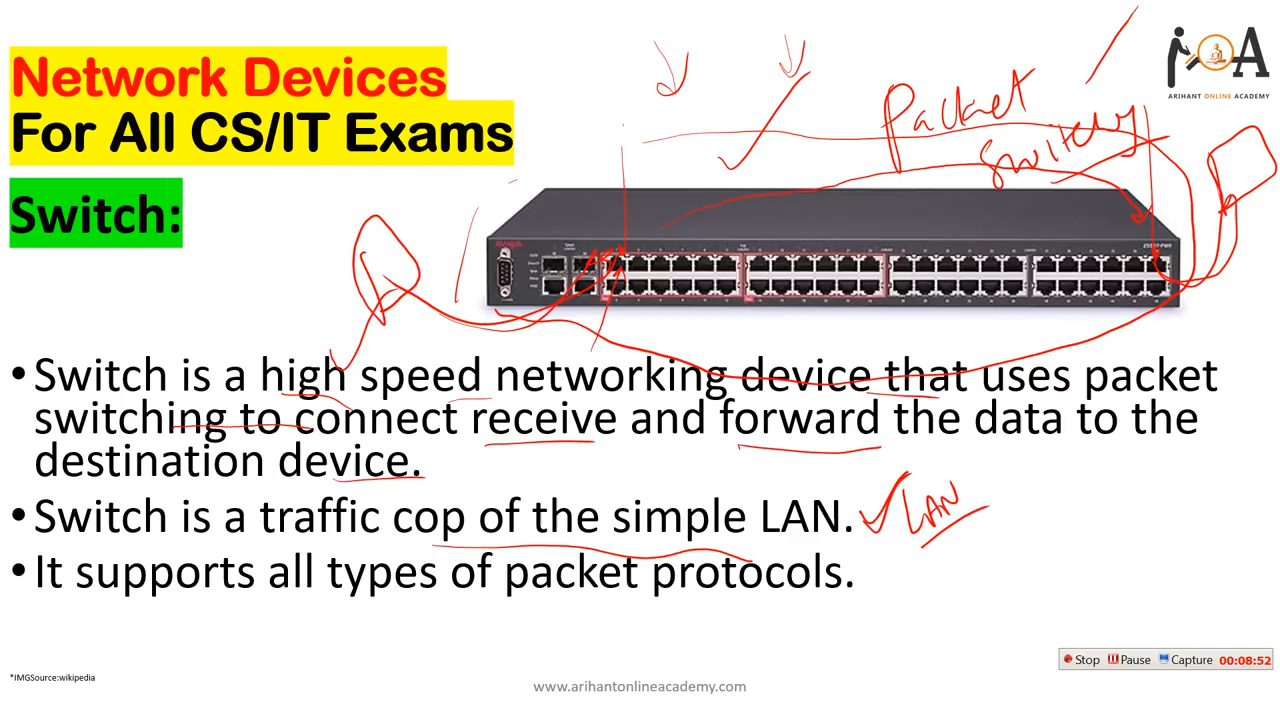 Network Devices
For All CS/IT Exams
Switch:
ARIHANT ONLINE ACADEMY
Packet
Switching
• Switch is a high speed networking device that uses packet
switching to connect receive and forward the data to the
destination device.
• Switch is a traffic cop of the simple LAN.
LAN
• It supports all types of packet protocols.
Stop Pause Capture 00:08:52
*IMGSource:wikipedia
www.arihantonlineacademy.com